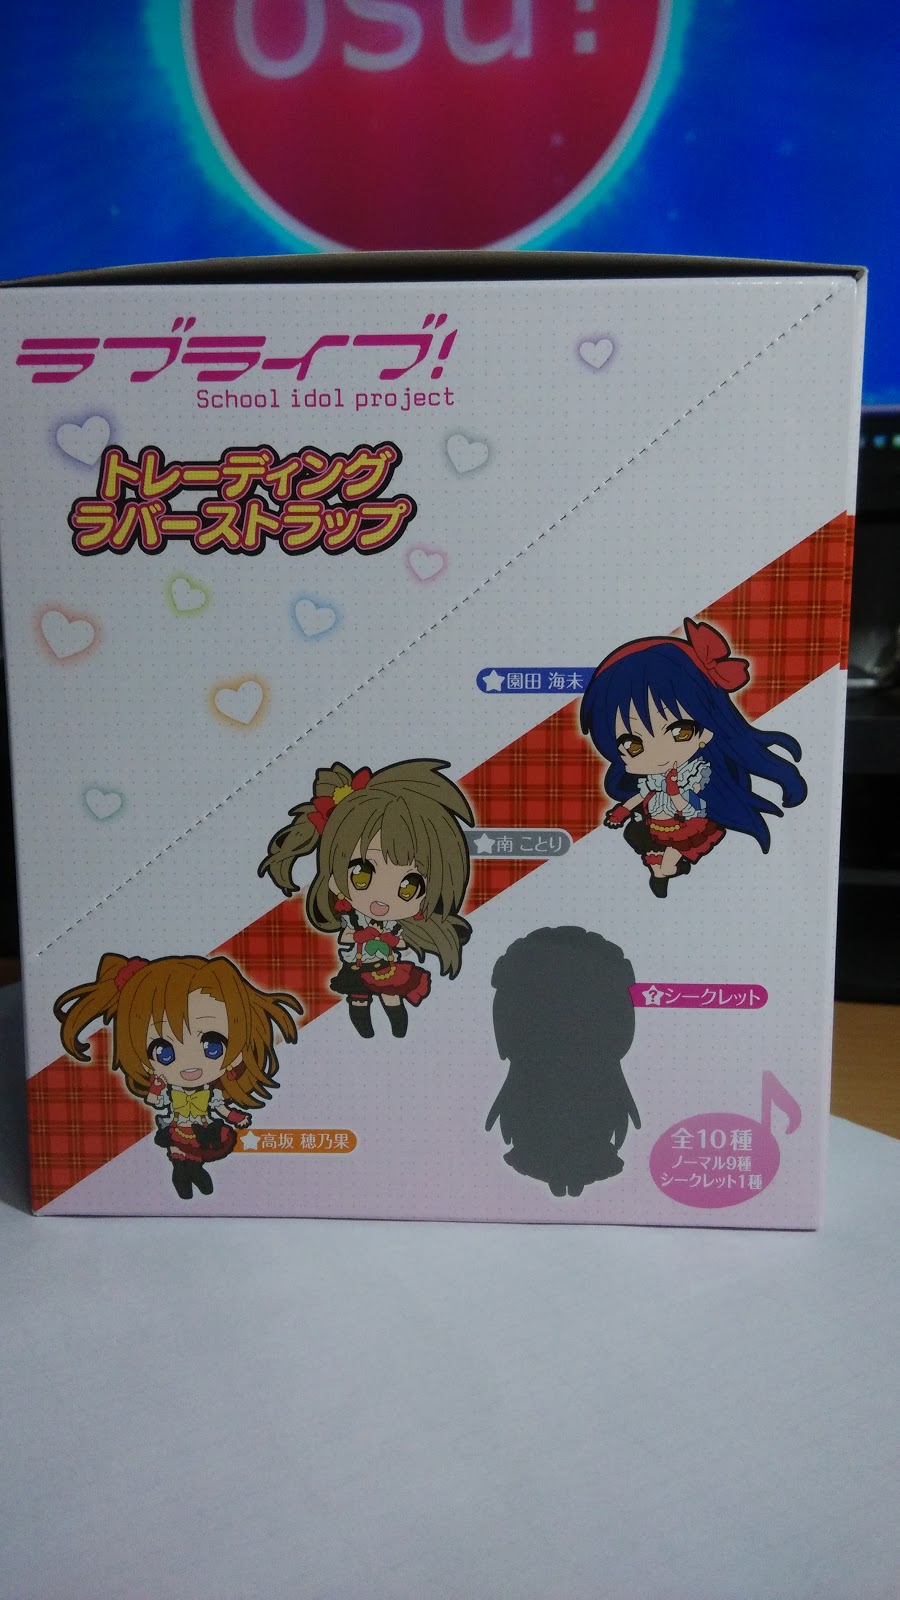 osu!
ラブライブ!
School idol project
トレーディング
ラバーストラップ
園田 海未
南 ことり
?シークレット
高坂 穂乃果
全10種
ノーマル9種
シークレット1種